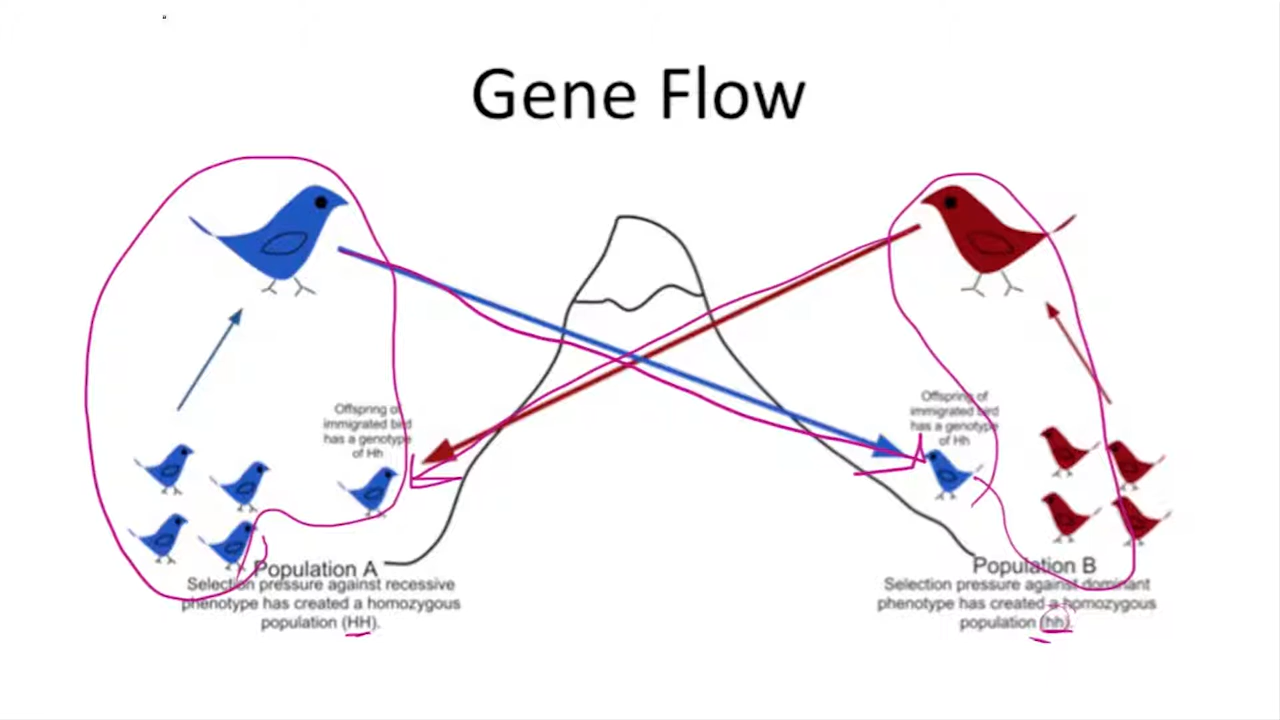 Gene Flow
Offspring of
immigrated bird
has a genotype
of Hh
Offspring of
immigrated bird
has a genotype
of Hh
Population A
Selection pressure against recessive
phenotype has created a homozygous
population (HH).
Population B
Selection pressure against dominant
phenotype has created a homozygous
population (hh).